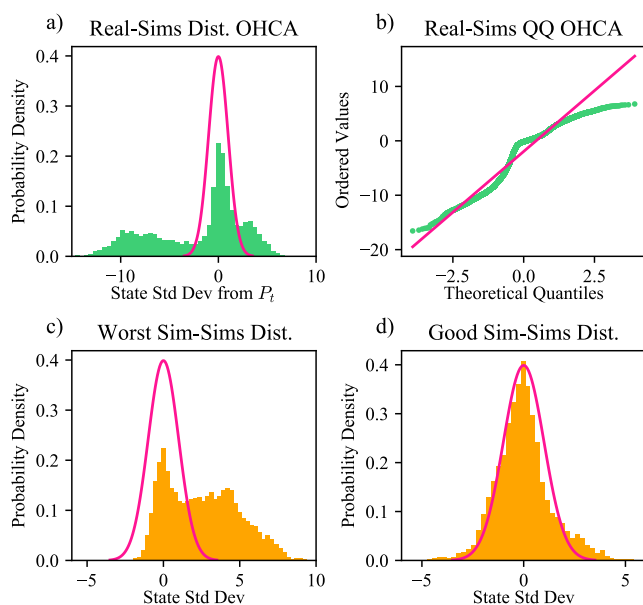 a) Real-Sims Dist. OHCA
0.4
0.3
0.2
0.1
0.0
Probability Density
−10
0
10
State Std Dev from Pₜ
b) Real-Sims QQ OHCA
10
0
−10
−20
Ordered Values
−2.5
0.0
2.5
Theoretical Quantiles
c) Worst Sim-Sims Dist.
0.4
0.3
0.2
0.1
0.0
Probability Density
−5
0
5
10
State Std Dev
d) Good Sim-Sims Dist.
0.4
0.3
0.2
0.1
0.0
Probability Density
−5
0
5
State Std Dev